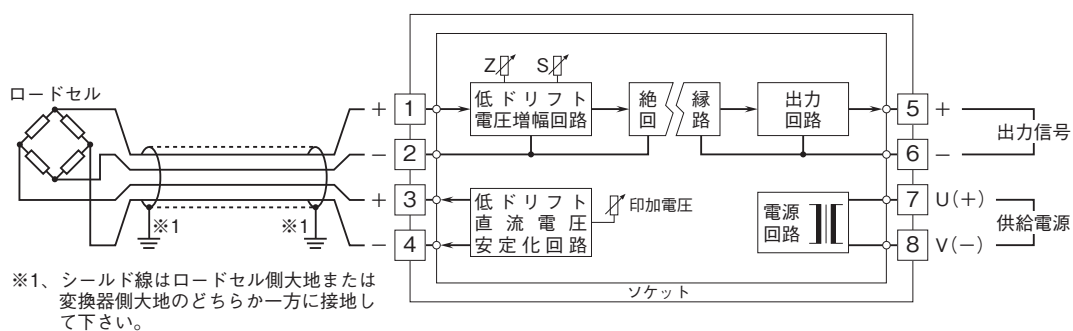 ロードセル
Z
S
+
1
低ドリフト
電圧増幅回路
絶縁
回路
出力
回路
5
+
出力信号
−
2
6
−
+
3
低ドリフト
直流電圧
安定化回路
印加電圧
電源
回路
7
U(+)
供給電源
−
4
8
V(−)
※1
※1
ソケット
※1、シールド線はロードセル側大地または
変換器側大地のどちらか一方に接地し
て下さい。